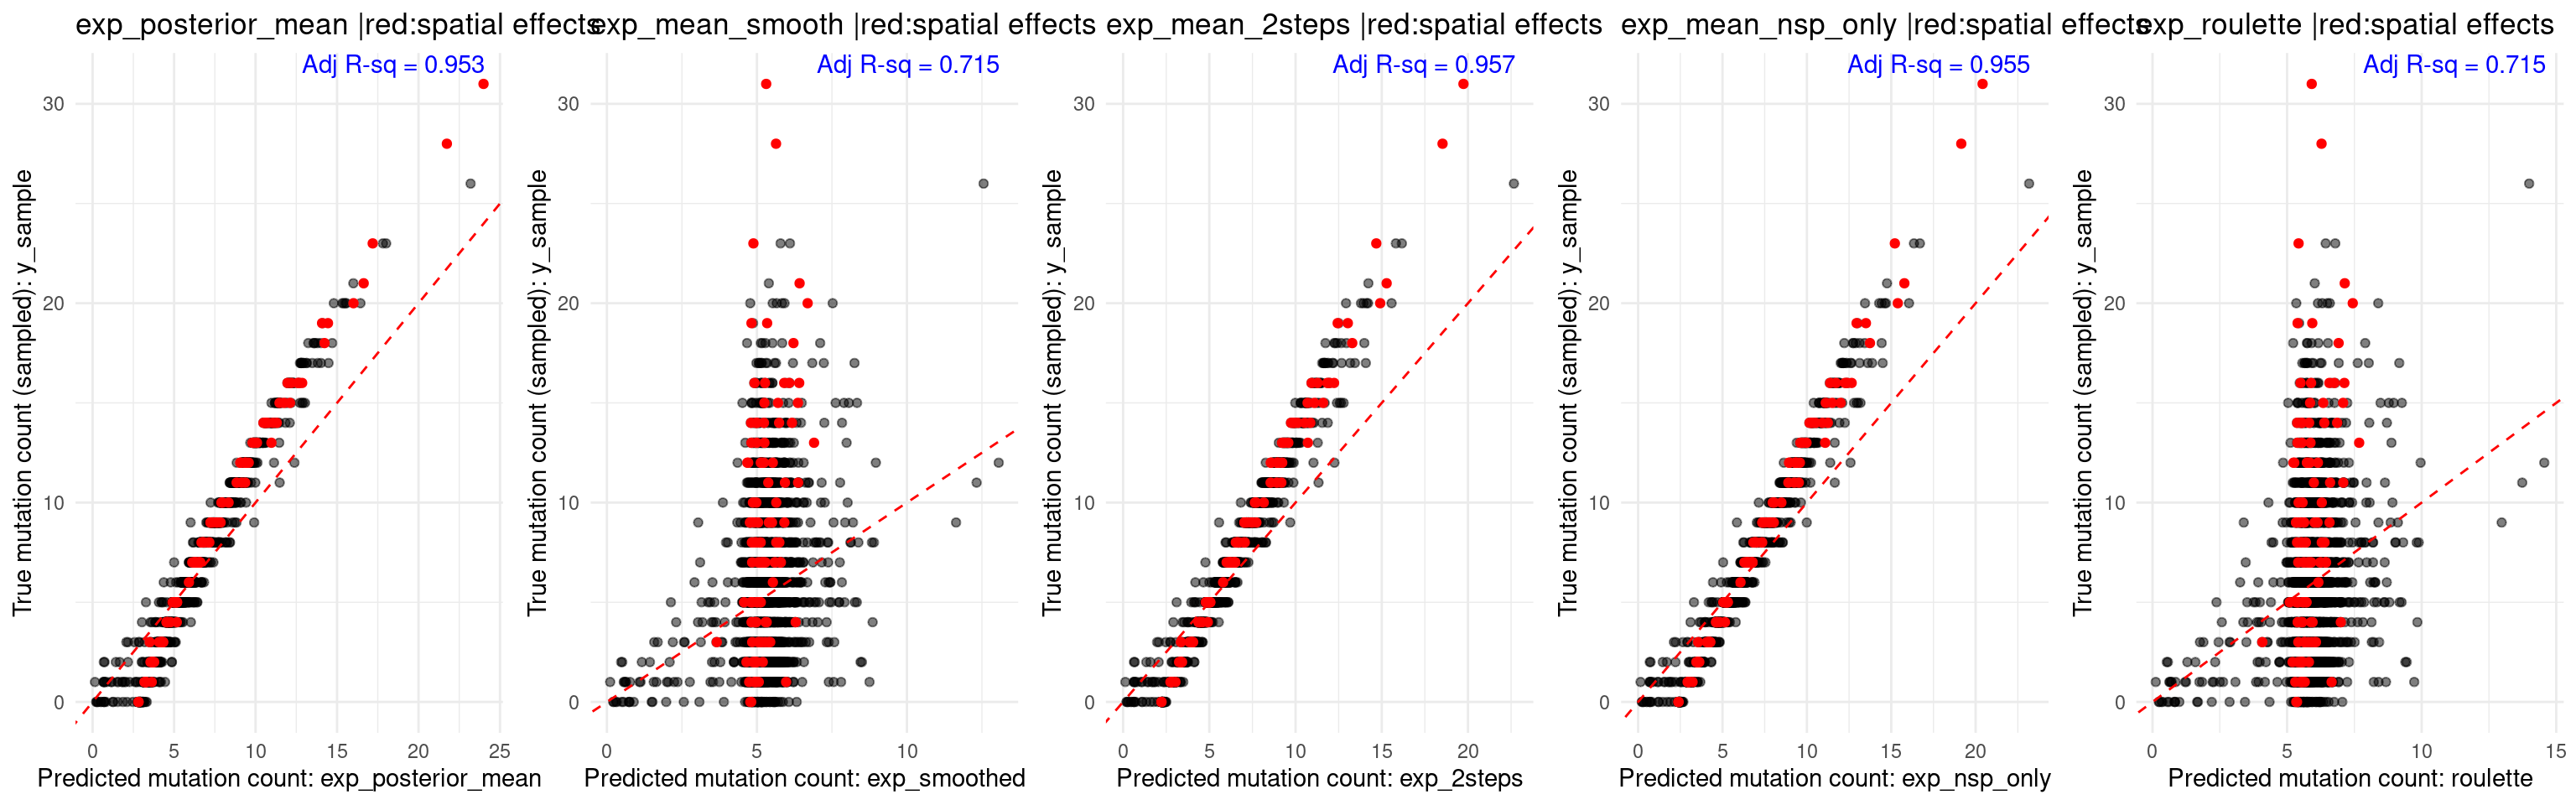 exp_posterior_mean |red:spatial effects
Adj R-sq = 0.953
True mutation count (sampled): y_sample
30
20
10
0
0 5 10 15 20 25
Predicted mutation count: exp_posterior_mean
exp_mean_smooth |red:spatial effects
Adj R-sq = 0.715
True mutation count (sampled): y_sample
30
20
10
0
0 5 10
Predicted mutation count: exp_smoothed
exp_mean_2steps |red:spatial effects
Adj R-sq = 0.957
True mutation count (sampled): y_sample
30
20
10
0
0 5 10 15 20
Predicted mutation count: exp_2steps
exp_mean_nsp_only |red:spatial effects
Adj R-sq = 0.955
True mutation count (sampled): y_sample
30
20
10
0
0 5 10 15 20
Predicted mutation count: exp_nsp_only
exp_roulette |red:spatial effects
Adj R-sq = 0.715
True mutation count (sampled): y_sample
30
20
10
0
0 5 10 15
Predicted mutation count: roulette